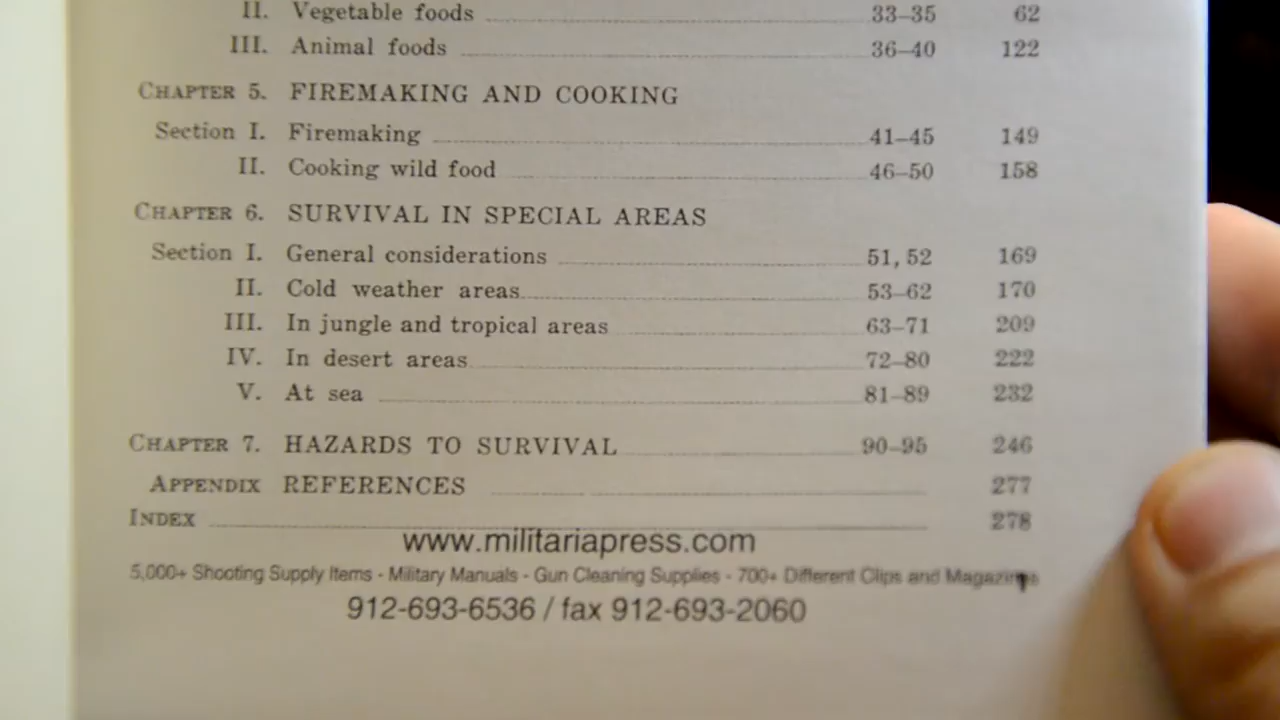 II. Vegetable foods 33–35 62
III. Animal foods 36–40 122
CHAPTER 5. FIREMAKING AND COOKING
Section I. Firemaking 41–45 149
II. Cooking wild food 46–50 158
CHAPTER 6. SURVIVAL IN SPECIAL AREAS
Section I. General considerations 51, 52 169
II. Cold weather areas 53–62 170
III. In jungle and tropical areas 63–71 209
IV. In desert areas 72–80 222
V. At sea 81–89 232
CHAPTER 7. HAZARDS TO SURVIVAL 90–95 246
APPENDIX REFERENCES 277
INDEX 278
www.militariapress.com
5,000+ Shooting Supply Items - Military Manuals - Gun Cleaning Supplies - 700+ Different Clips and Magazines
912-693-6536 / fax 912-693-2060